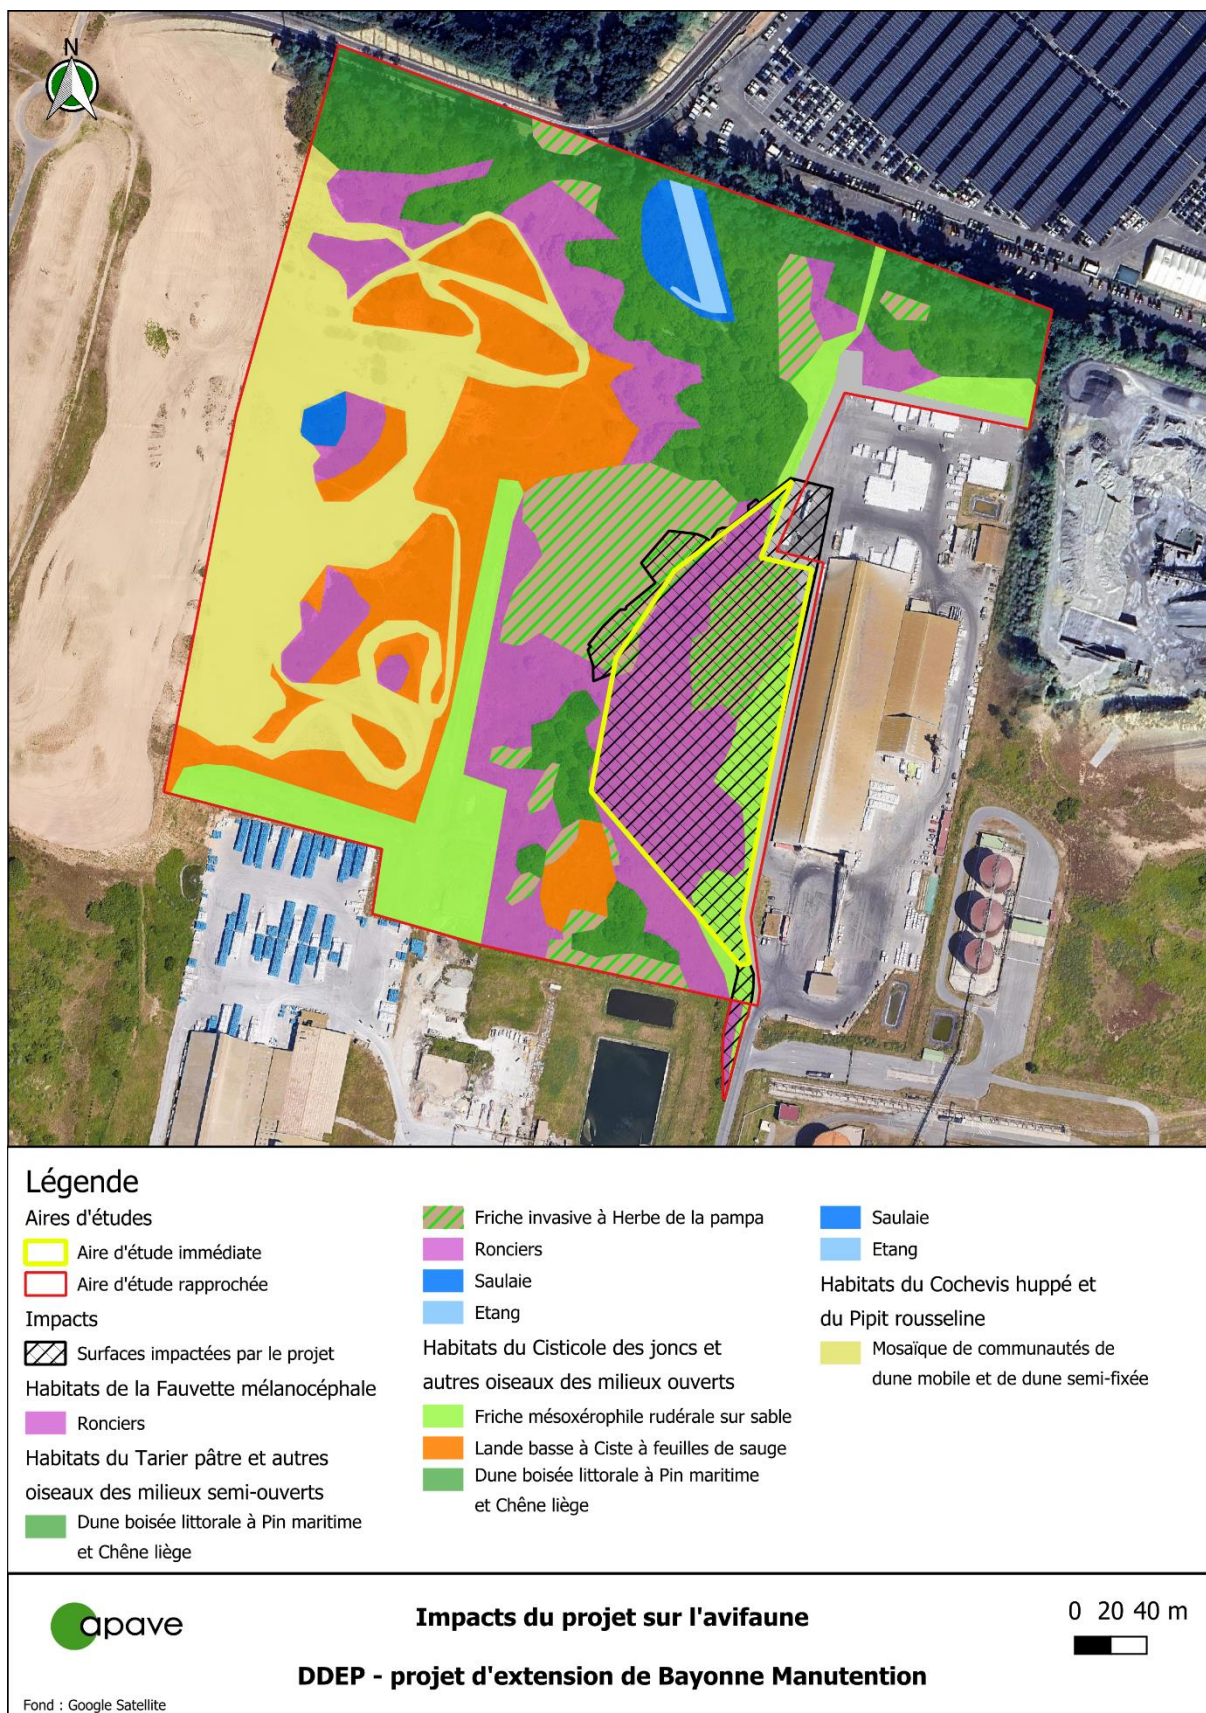 N
Légende
Aires d'études
Aire d'étude immédiate
Aire d'étude rapprochée
Impacts
Surfaces impactées par le projet
Habitats de la Fauvette mélanocéphale
Ronciers
Habitats du Tarier pâtre et autres
oiseaux des milieux semi-ouverts
Dune boisée littorale à Pin maritime
et Chêne liège
Friche invasive à Herbe de la pampa
Ronciers
Saulaie
Etang
Habitats du Cisticole des joncs et
autres oiseaux des milieux ouverts
Friche mésoxérophile rudérale sur sable
Lande basse à Ciste à feuilles de sauge
Dune boisée littorale à Pin maritime
et Chêne liège
Saulaie
Etang
Habitats du Cochevis huppé et
du Pipit rousseline
Mosaïque de communautés de
dune mobile et de dune semi-fixée
apave
Impacts du projet sur l'avifaune
DDEP - projet d'extension de Bayonne Manutention
0 20 40 m
Fond : Google Satellite